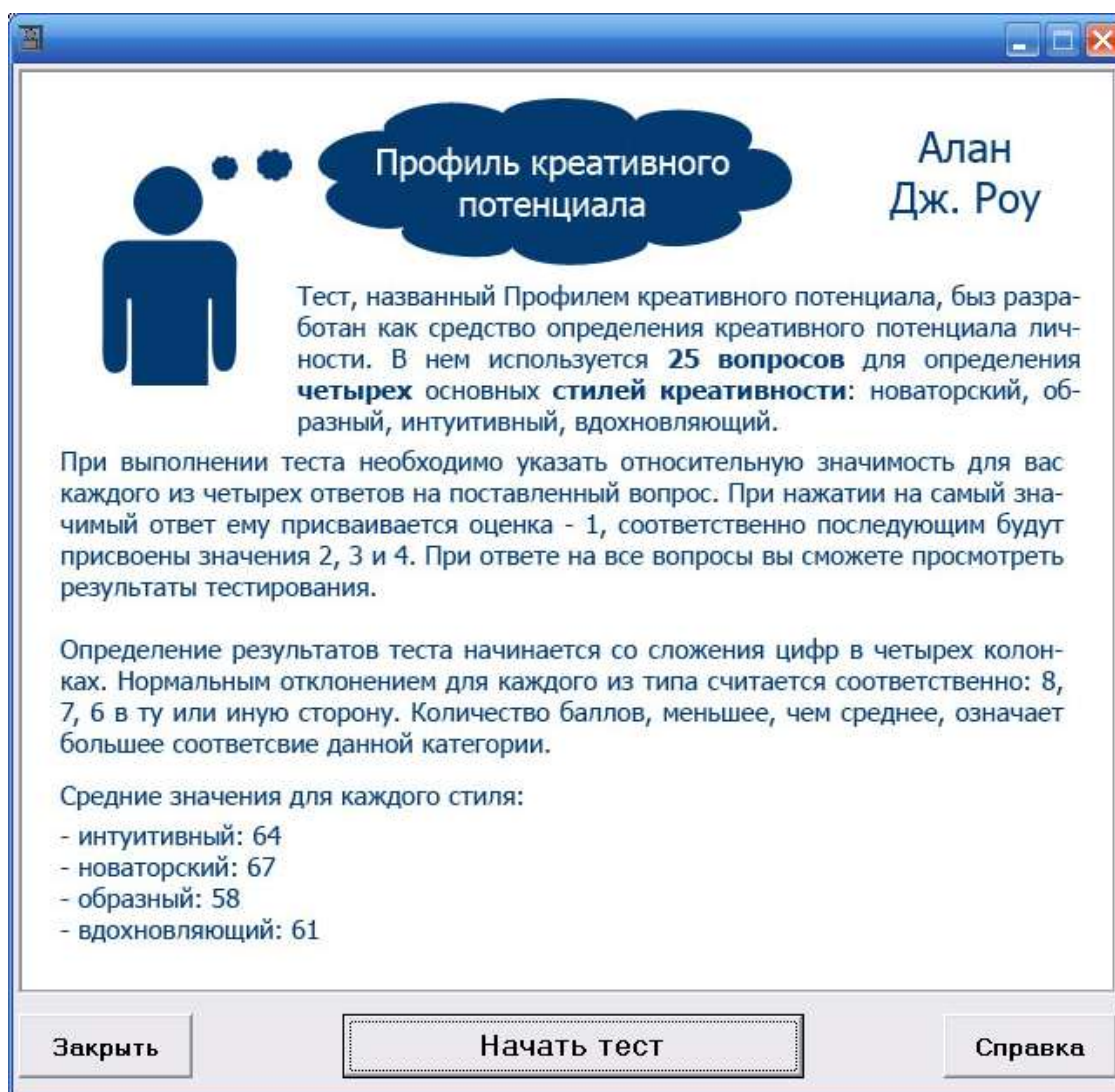 Профиль креативного
потенциала
Алан
Дж. Роу
Тест, названный Профилем креативного потенциала, быз разра-
ботан как средство определения креативного потенциала лич-
ности. В нем используется 25 вопросов для определения
четырех основных стилей креативности: новаторский, об-
разный, интуитивный, вдохновляющий.
При выполнении теста необходимо указать относительную значимость для вас
каждого из четырех ответов на поставленный вопрос. При нажатии на самый зна-
чимый ответ ему присваивается оценка - 1, соответственно последующим будут
присвоены значения 2, 3 и 4. При ответе на все вопросы вы сможете просмотреть
результаты тестирования.
Определение результатов теста начинается со сложения цифр в четырех колон-
ках. Нормальным отклонением для каждого из типа считается соответственно: 8,
7, 6 в ту или иную сторону. Количество баллов, меньшее, чем среднее, означает
большее соответсвие данной категории.
Средние значения для каждого стиля:
- интуитивный: 64
- новаторский: 67
- образный: 58
- вдохновляющий: 61
Закрыть
Начать тест
Справка